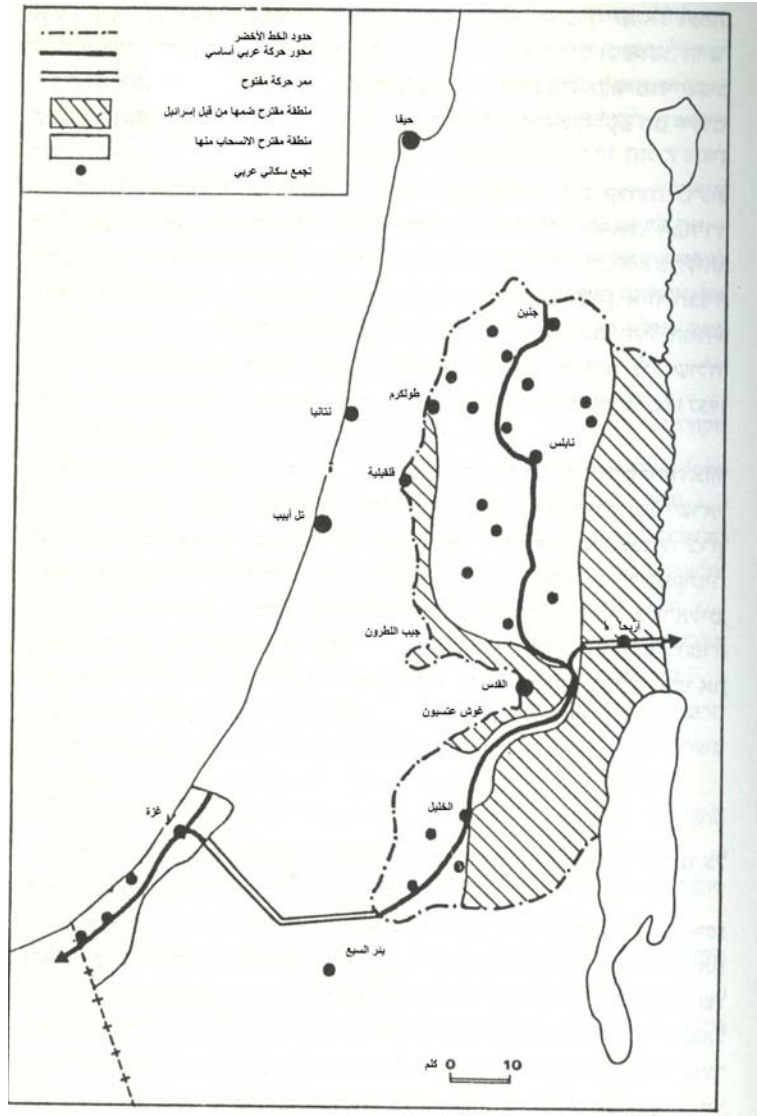 حدود الخط الأخضر
محور حركة عربي أساسي
ممر حركة مفتوح
منطقة مقترح ضمها من قبل إسرائيل
منطقة مقترح الانسحاب منها
تجمع سكاني عربي
حيفا
جنين
طولكرم
نتانيا
نابلس
قلقيلية
تل أبيب
جيب اللطرون
أريحا
القدس
غوش عتسيون
الخليل
غزة
بئر السبع
كلم
0 10